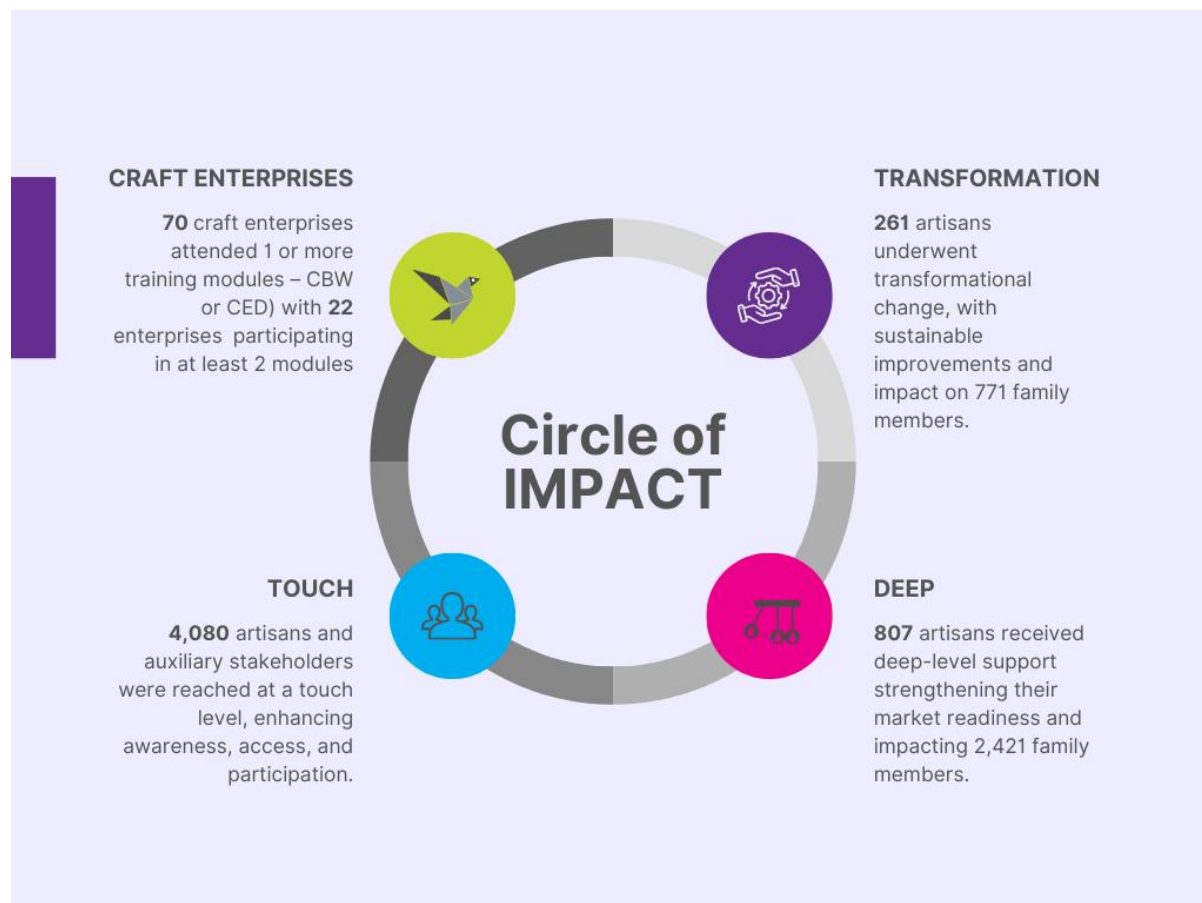 CRAFT ENTERPRISES
70 craft enterprises
attended 1 or more
training modules – CBW
or CED) with 22
enterprises participating
in at least 2 modules
TRANSFORMATION
261 artisans
underwent
transformational
change, with
sustainable
improvements and
impact on 771 family
members.
Circle of
IMPACT
TOUCH
4,080 artisans and
auxiliary stakeholders
were reached at a touch
level, enhancing
awareness, access, and
participation.
DEEP
807 artisans received
deep-level support
strengthening their
market readiness and
impacting 2,421 family
members.